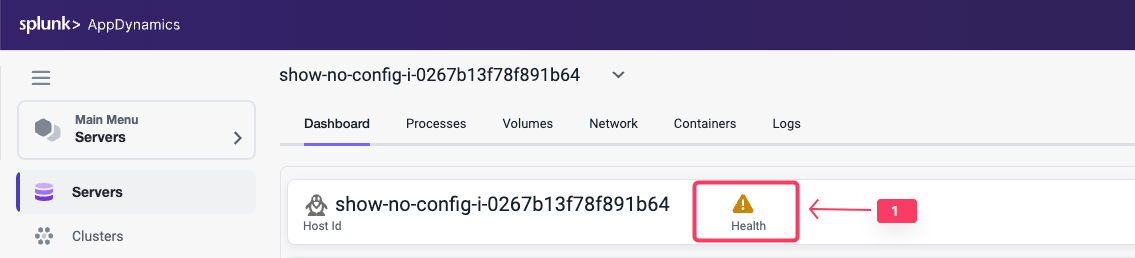 splunk> AppDynamics
show-no-config-i-0267b13f78f891b64
Main Menu
Servers
Dashboard Processes Volumes Network Containers Logs
Servers
show-no-config-i-0267b13f78f891b64
Host Id
Health
1
Clusters